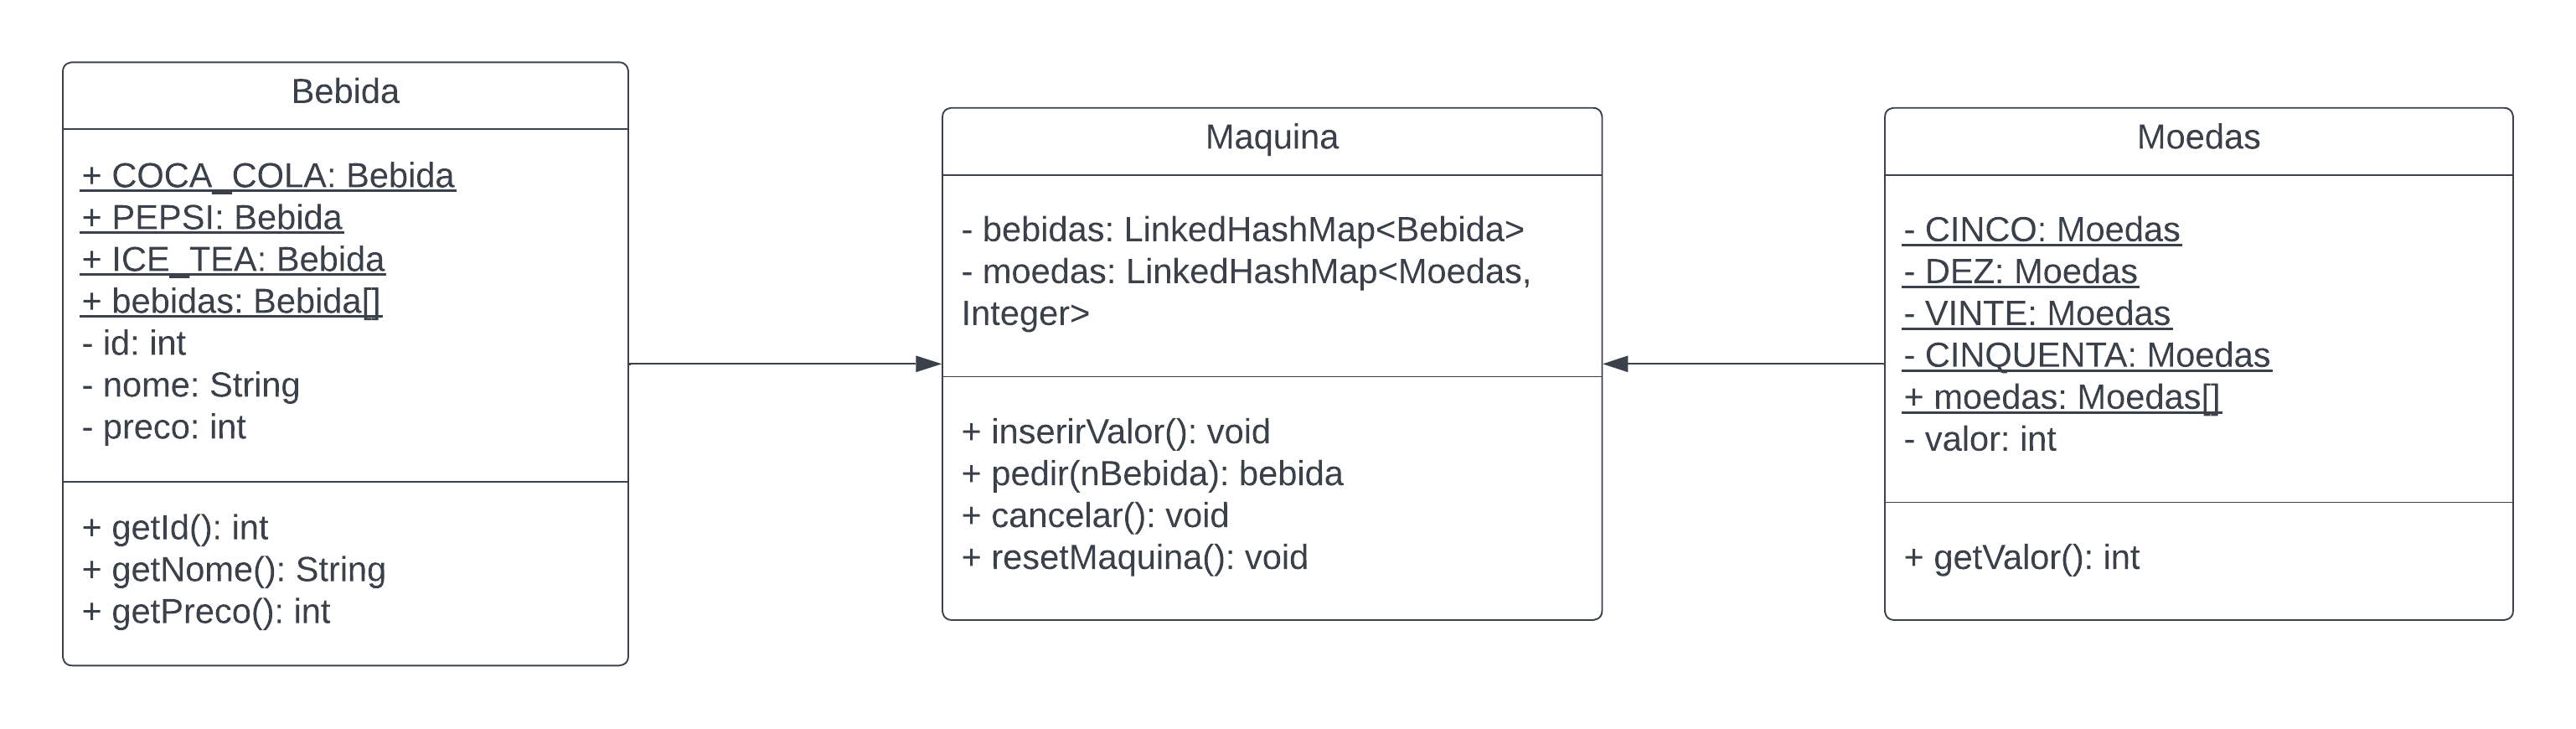 Bebida
+ COCA_COLA: Bebida
+ PEPSI: Bebida
+ ICE_TEA: Bebida
+ bebidas: Bebida[]
- id: int
- nome: String
- preco: int
+ getId(): int
+ getNome(): String
+ getPreco(): int
Maquina
- bebidas: LinkedHashMap<Bebida>
- moedas: LinkedHashMap<Moedas,
Integer>
+ inserirValor(): void
+ pedir(nBebida): bebida
+ cancelar(): void
+ resetMaquina(): void
Moedas
- CINCO: Moedas
- DEZ: Moedas
- VINTE: Moedas
- CINQUENTA: Moedas
+ moedas: Moedas[]
- valor: int
+ getValor(): int